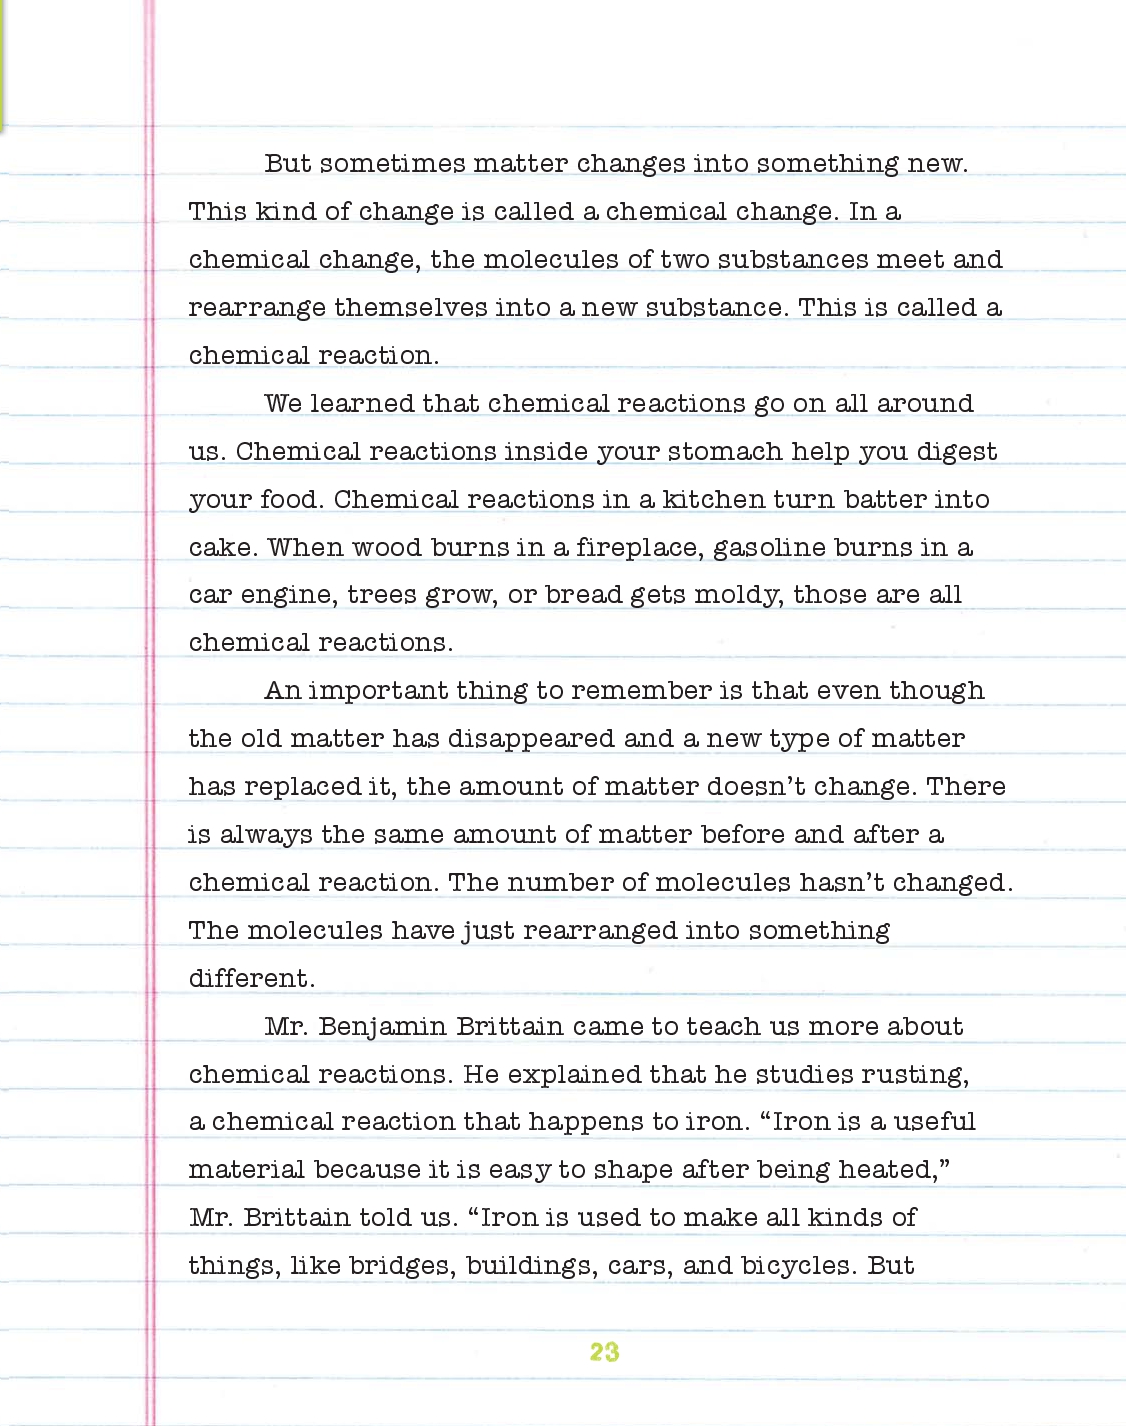 But sometimes matter changes into something new.
This kind of change is called a chemical change. In a
chemical change, the molecules of two substances meet and
rearrange themselves into a new substance. This is called a
chemical reaction.
We learned that chemical reactions go on all around
us. Chemical reactions inside your stomach help you digest
your food. Chemical reactions in a kitchen turn batter into
cake. When wood burns in a fireplace, gasoline burns in a
car engine, trees grow, or bread gets moldy, those are all
chemical reactions.
An important thing to remember is that even though
the old matter has disappeared and a new type of matter
has replaced it, the amount of matter doesn’t change. There
is always the same amount of matter before and after a
chemical reaction. The number of molecules hasn’t changed.
The molecules have just rearranged into something
different.
Mr. Benjamin Brittain came to teach us more about
chemical reactions. He explained that he studies rusting,
a chemical reaction that happens to iron. “Iron is a useful
material because it is easy to shape after being heated,”
Mr. Brittain told us. “Iron is used to make all kinds of
things, like bridges, buildings, cars, and bicycles. But
23